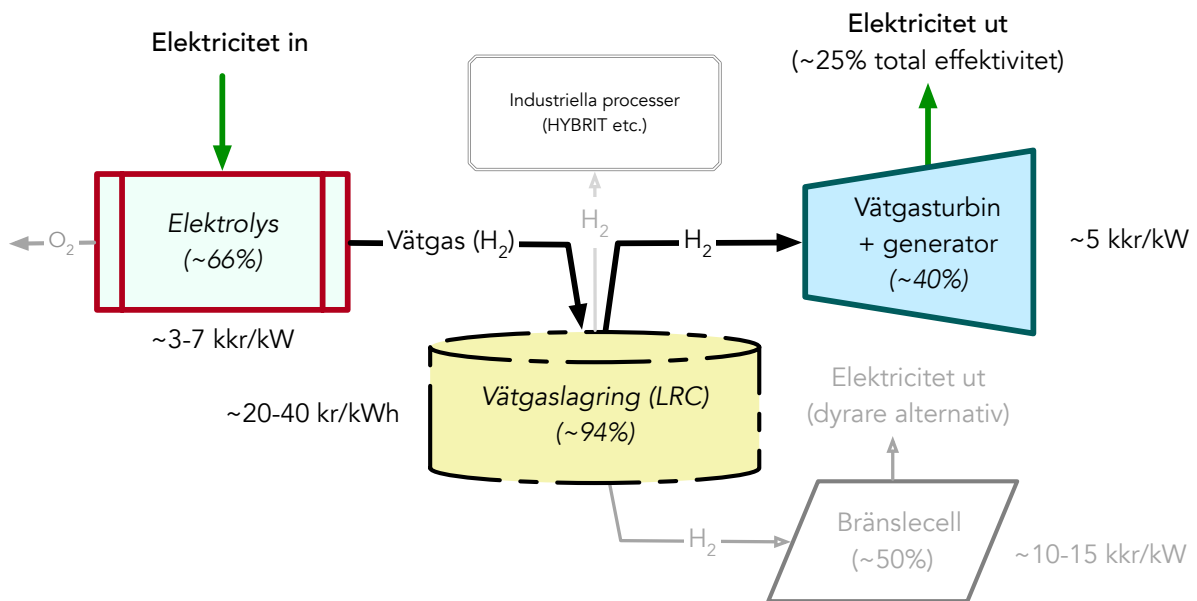 Elektricitet in
Elektricitet ut
(~25% total effektivitet)
Industriella processer
(HYBRIT etc.)
O₂
Elektrolys
(~66%)
~3-7 kkr/kW
Vätgas (H₂)
H₂
H₂
Vätgasturbin
+ generator
(~40%)
~5 kkr/kW
~20-40 kr/kWh
Vätgaslagring (LRC)
(~94%)
Elektricitet ut
(dyrare alternativ)
H₂
Bränslecell
(~50%)
~10-15 kkr/kW